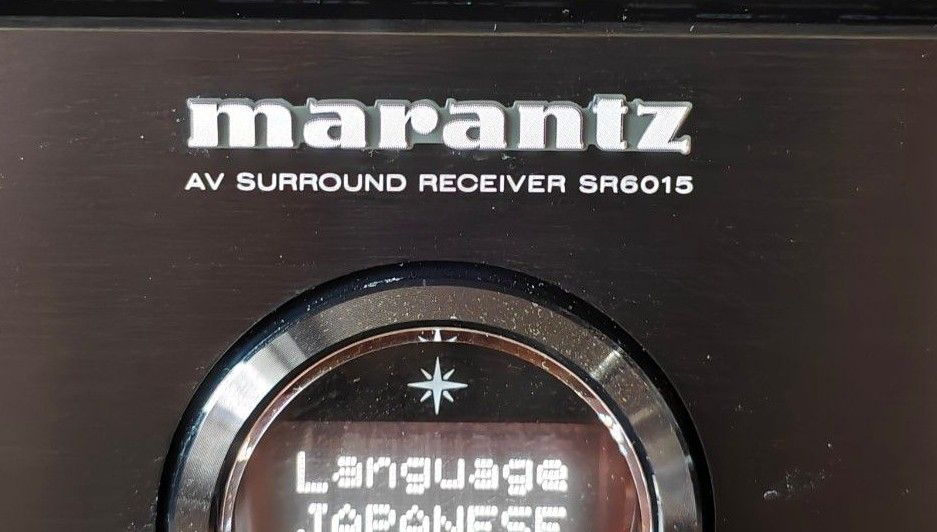 marantz
AV SURROUND RECEIVER SR6015
Language
JAPANESE